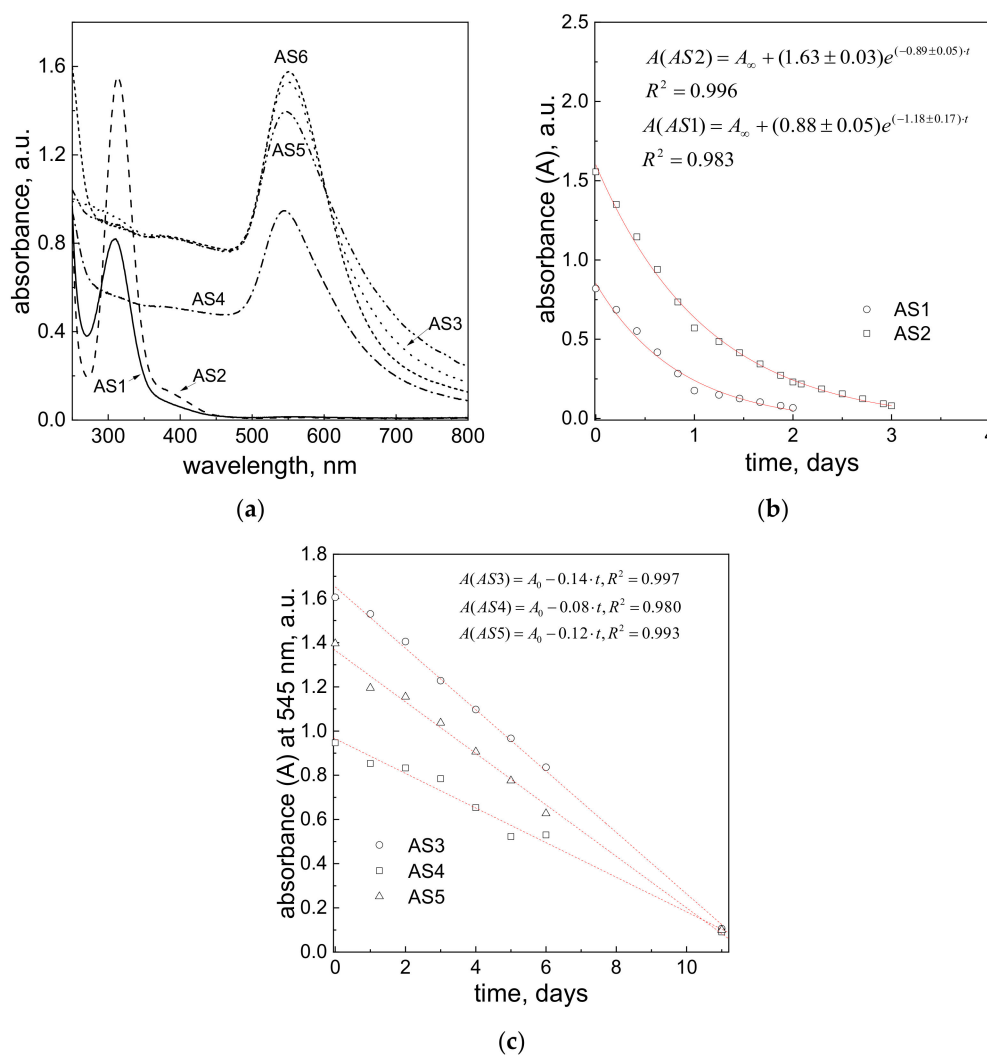 1.6
1.2
0.8
0.4
0.0
absorbance, a.u.
AS6
AS5
AS4
AS3
AS1
AS2
300 400 500 600 700 800
wavelength, nm
(a)
2.5
2.0
1.5
1.0
0.5
0.0
absorbance (A), a.u.
A(AS2) = A∞ + (1.63 ± 0.03)e^(−0.89±0.05)·t
R² = 0.996
A(AS1) = A∞ + (0.88 ± 0.05)e^(−1.18±0.17)·t
R² = 0.983
AS1
AS2
0 1 2 3 4
time, days
(b)
1.8
1.6
1.4
1.2
1.0
0.8
0.6
0.4
0.2
0.0
absorbance (A) at 545 nm, a.u.
A(AS3) = A₀ − 0.14 · t, R² = 0.997
A(AS4) = A₀ − 0.08 · t, R² = 0.980
A(AS5) = A₀ − 0.12 · t, R² = 0.993
AS3
AS4
AS5
0 2 4 6 8 10
time, days
(c)